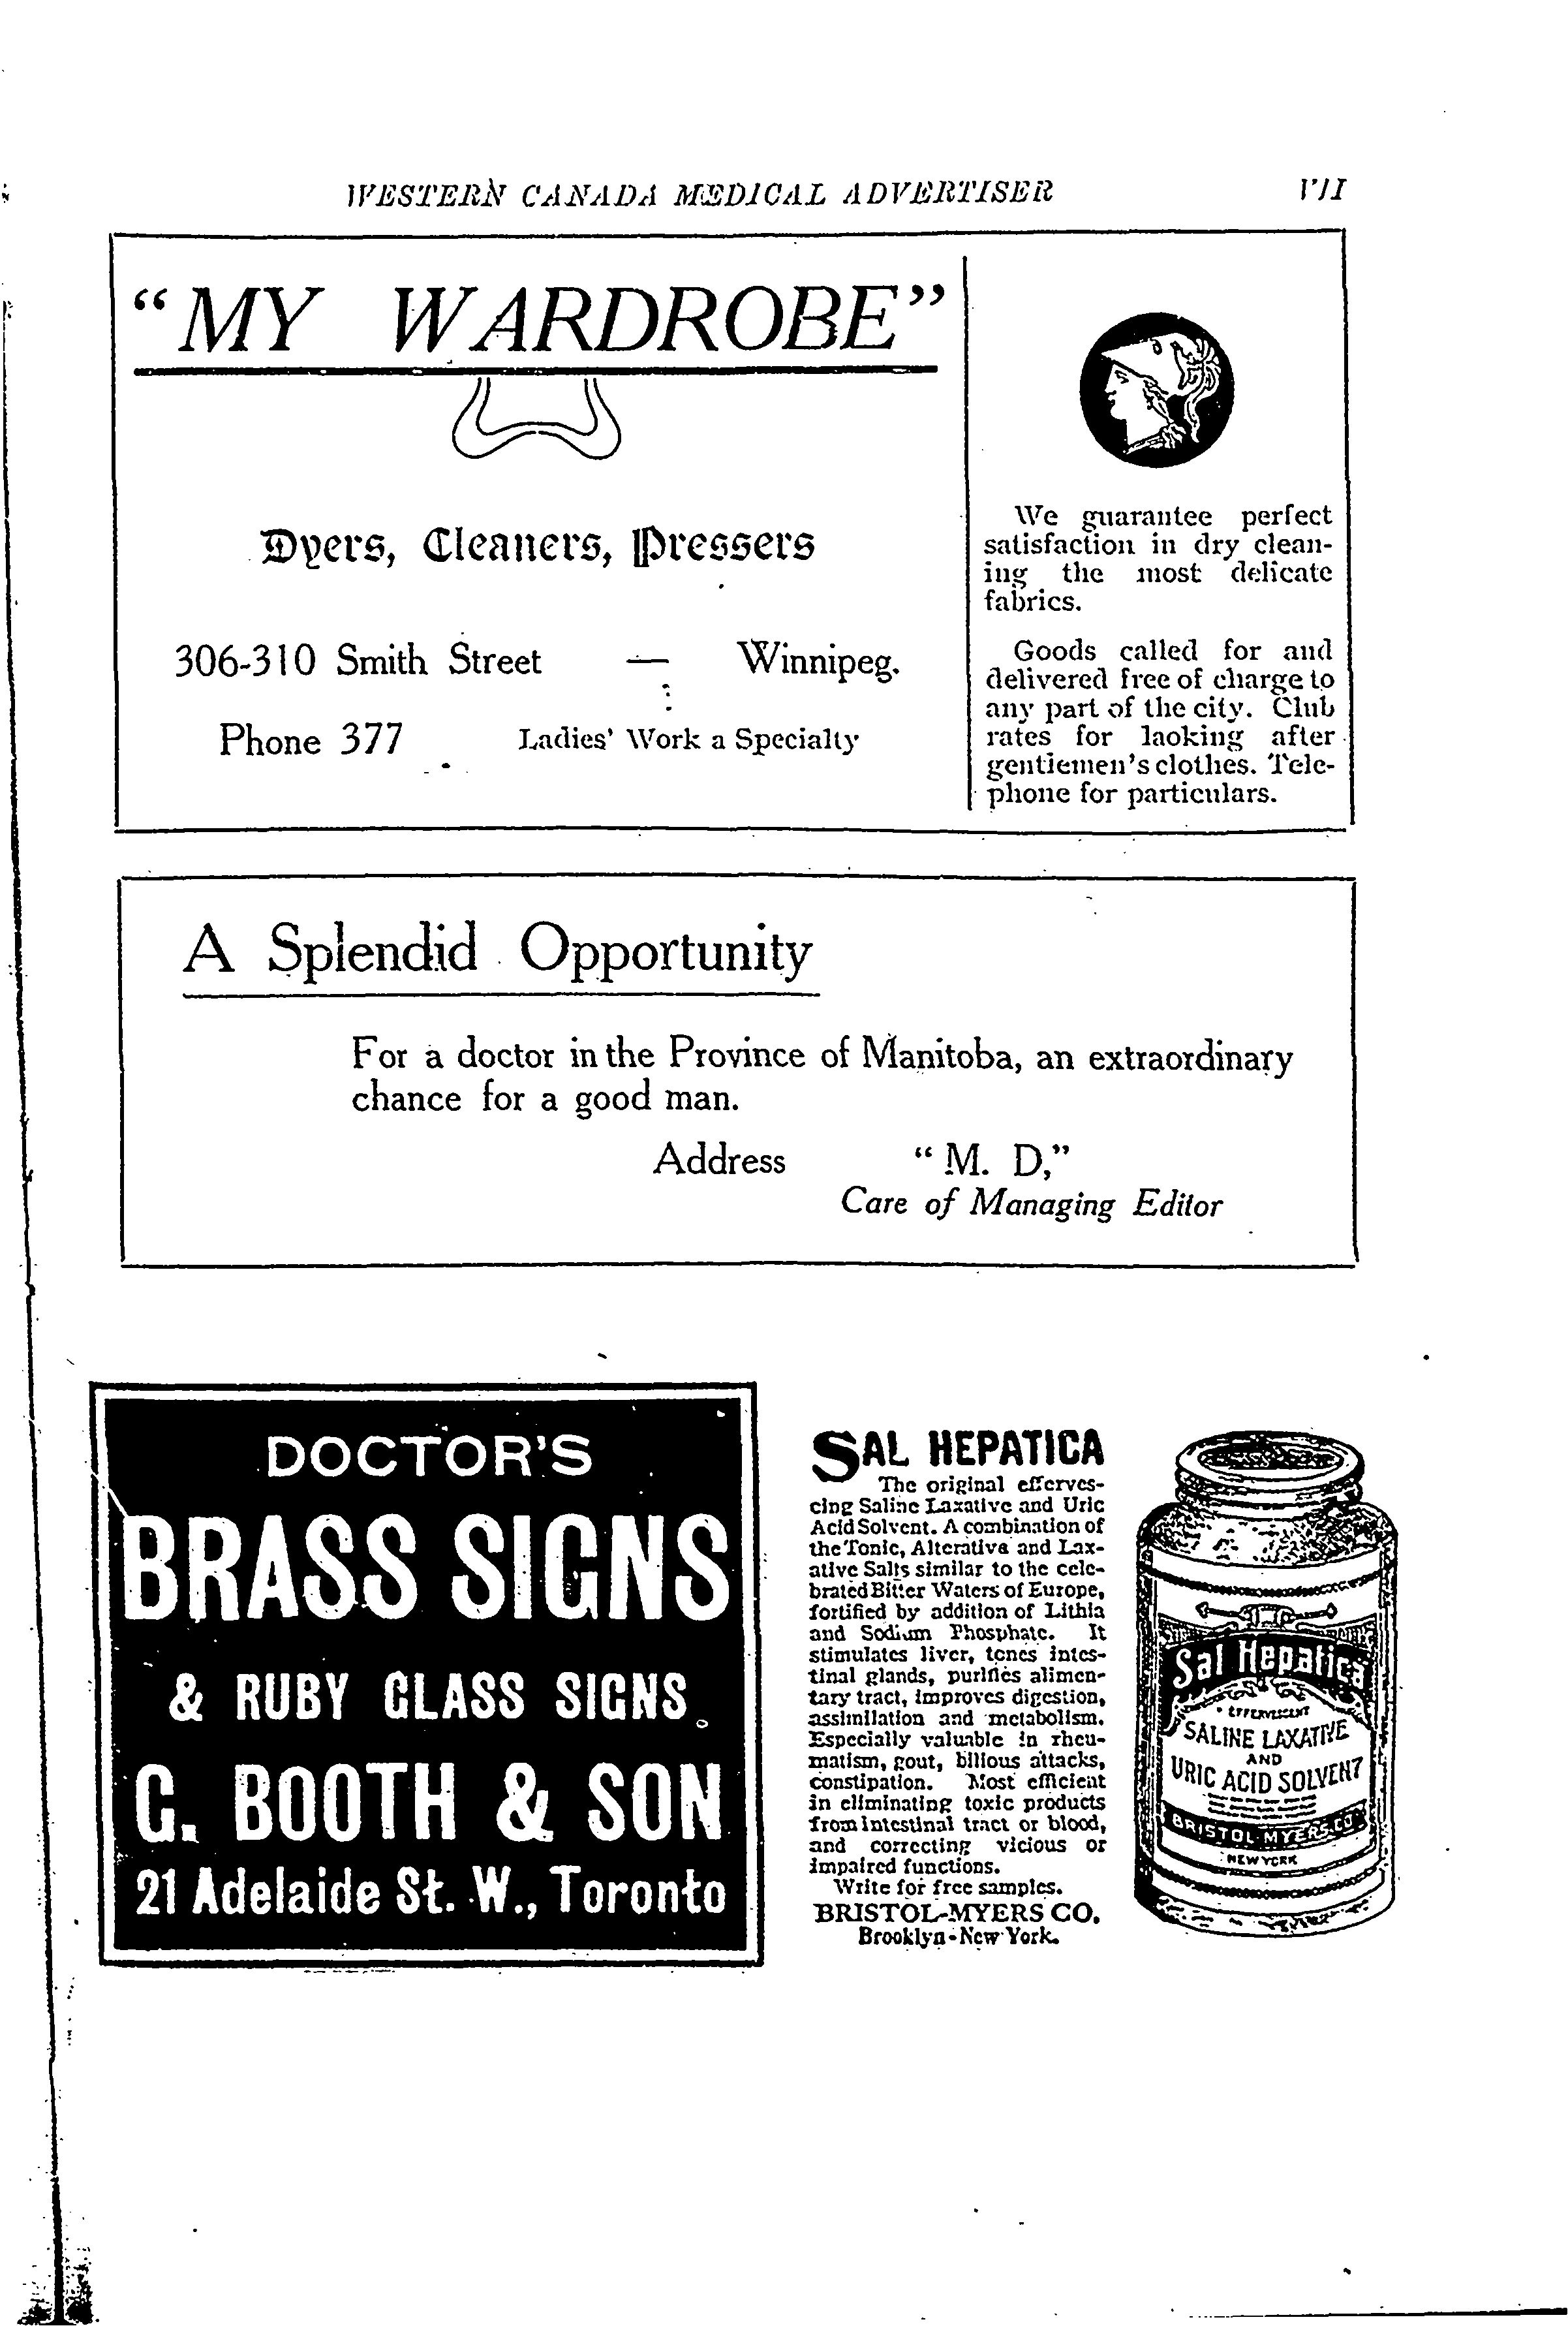 WESTERN CANADA MEDICAL ADVERTISER VII
"MY WARDROBE"
Dyers, Cleaners, Pressers
306-310 Smith Street — Winnipeg.
Phone 377 Ladies' Work a Specialty
We guarantee perfect
satisfaction in dry clean-
ing the most delicate
fabrics.
Goods called for and
delivered free of charge to
any part of the city. Club
rates for laoking after
gentlemen's clothes. Tele-
phone for particulars.
A Splendid Opportunity
For a doctor in the Province of Manitoba, an extraordinary
chance for a good man.
Address "M. D,"
Care of Managing Editor
DOCTOR'S
BRASS SIGNS
& RUBY GLASS SIGNS
G. BOOTH & SON
21 Adelaide St. W., Toronto
SAL HEPATICA
The original efferves-
cing Saline Laxative and Uric
Acid Solvent. A combination of
the Tonic, Alterative and Lax-
ative Salts similar to the cele-
brated Bitter Waters of Europe,
fortified by addition of Lithia
and Sodium Phosphate. It
stimulates liver, tones intes-
tinal glands, purifies alimen-
tary tract, improves digestion,
assimilation and metabolism.
Especially valuable in rheu-
matism, gout, bilious attacks,
constipation. Most efficient
in eliminating toxic products
from intestinal tract or blood,
and correcting vicious or
impaired functions.
Write for free samples.
BRISTOL-MYERS CO.
Brooklyn-New York.
Sal Hepatica
EFFERVESCENT
SALINE LAXATIVE
AND
URIC ACID SOLVENT
BRISTOL-MYERS CO
NEW YORK